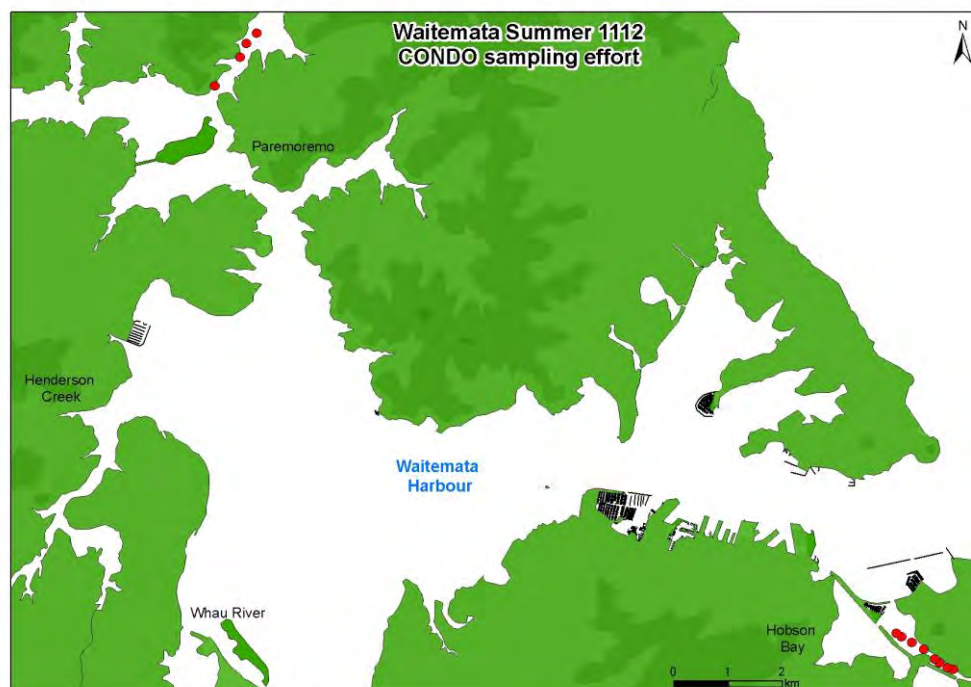 Waitemata Summer 1112
CONDO sampling effort
N
Paremoremo
Henderson
Creek
Waitemata
Harbour
Whau River
Hobson
Bay
0 1 2
km